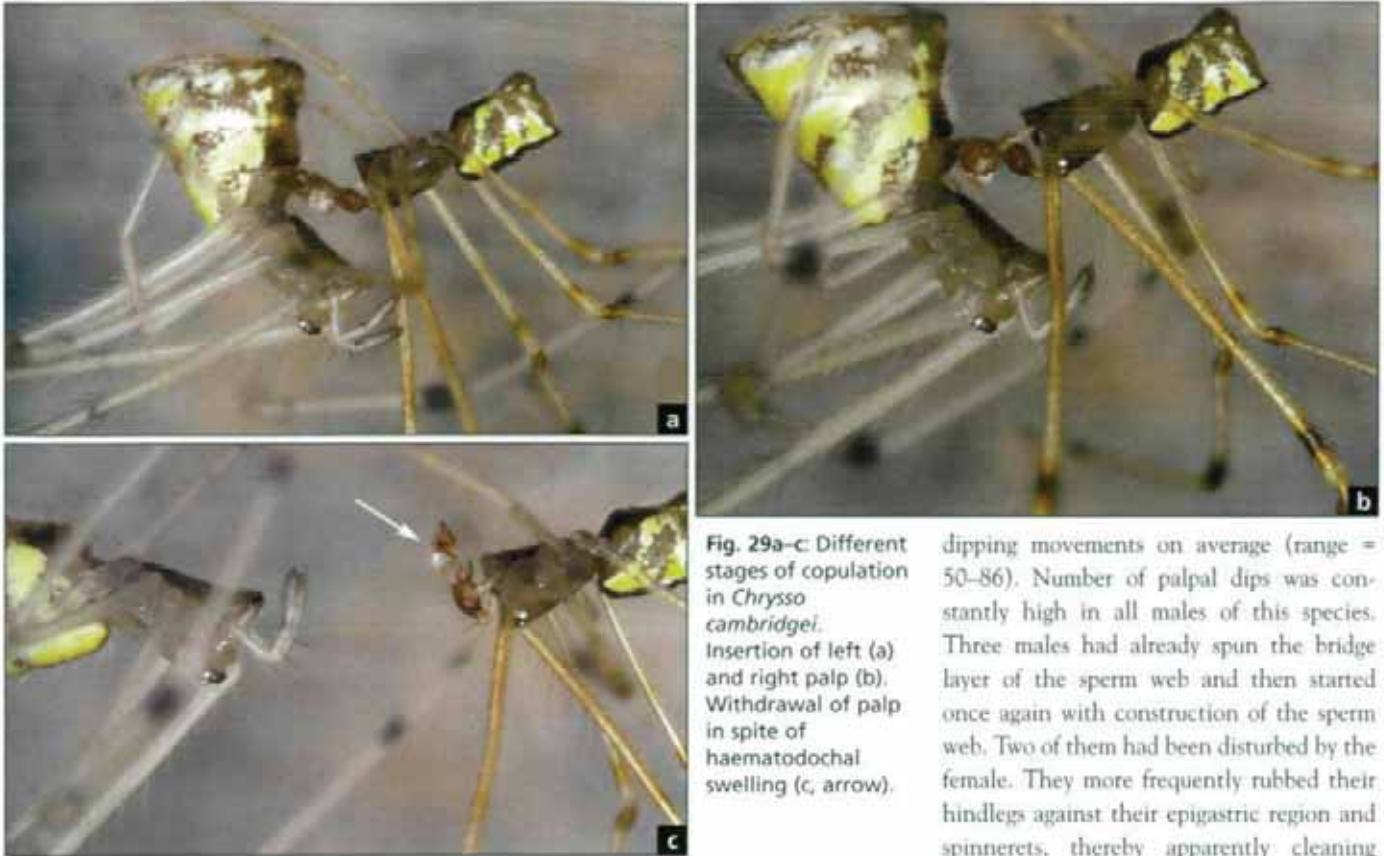 a
b
c
Fig. 29a–c: Different
stages of copulation
in Chrysso
cambridgei.
Insertion of left (a)
and right palp (b).
Withdrawal of palp
in spite of
haematodochal
swelling (c, arrow).
dipping movements on average (range =
50–86). Number of palpal dips was con-
stantly high in all males of this species.
Three males had already spun the bridge
layer of the sperm web and then started
once again with construction of the sperm
web. Two of them had been disturbed by the
female. They more frequently rubbed their
hindlegs against their epigastric region and
spinnerets, thereby apparently cleaning